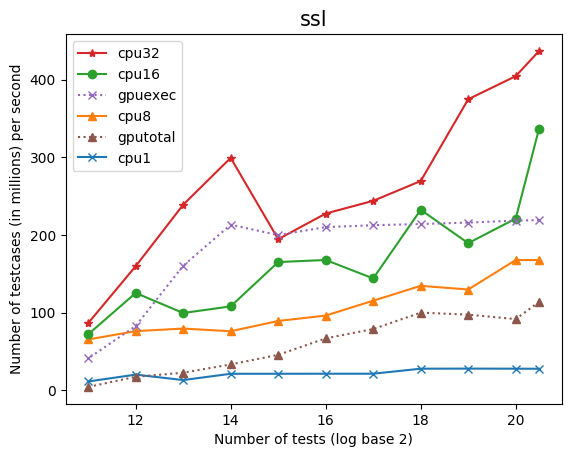 ssl
cpu32
cpu16
gpuexec
cpu8
gputotal
cpu1
Number of testcases (in millions) per second
400
300
200
100
0
12 14 16 18 20
Number of tests (log base 2)